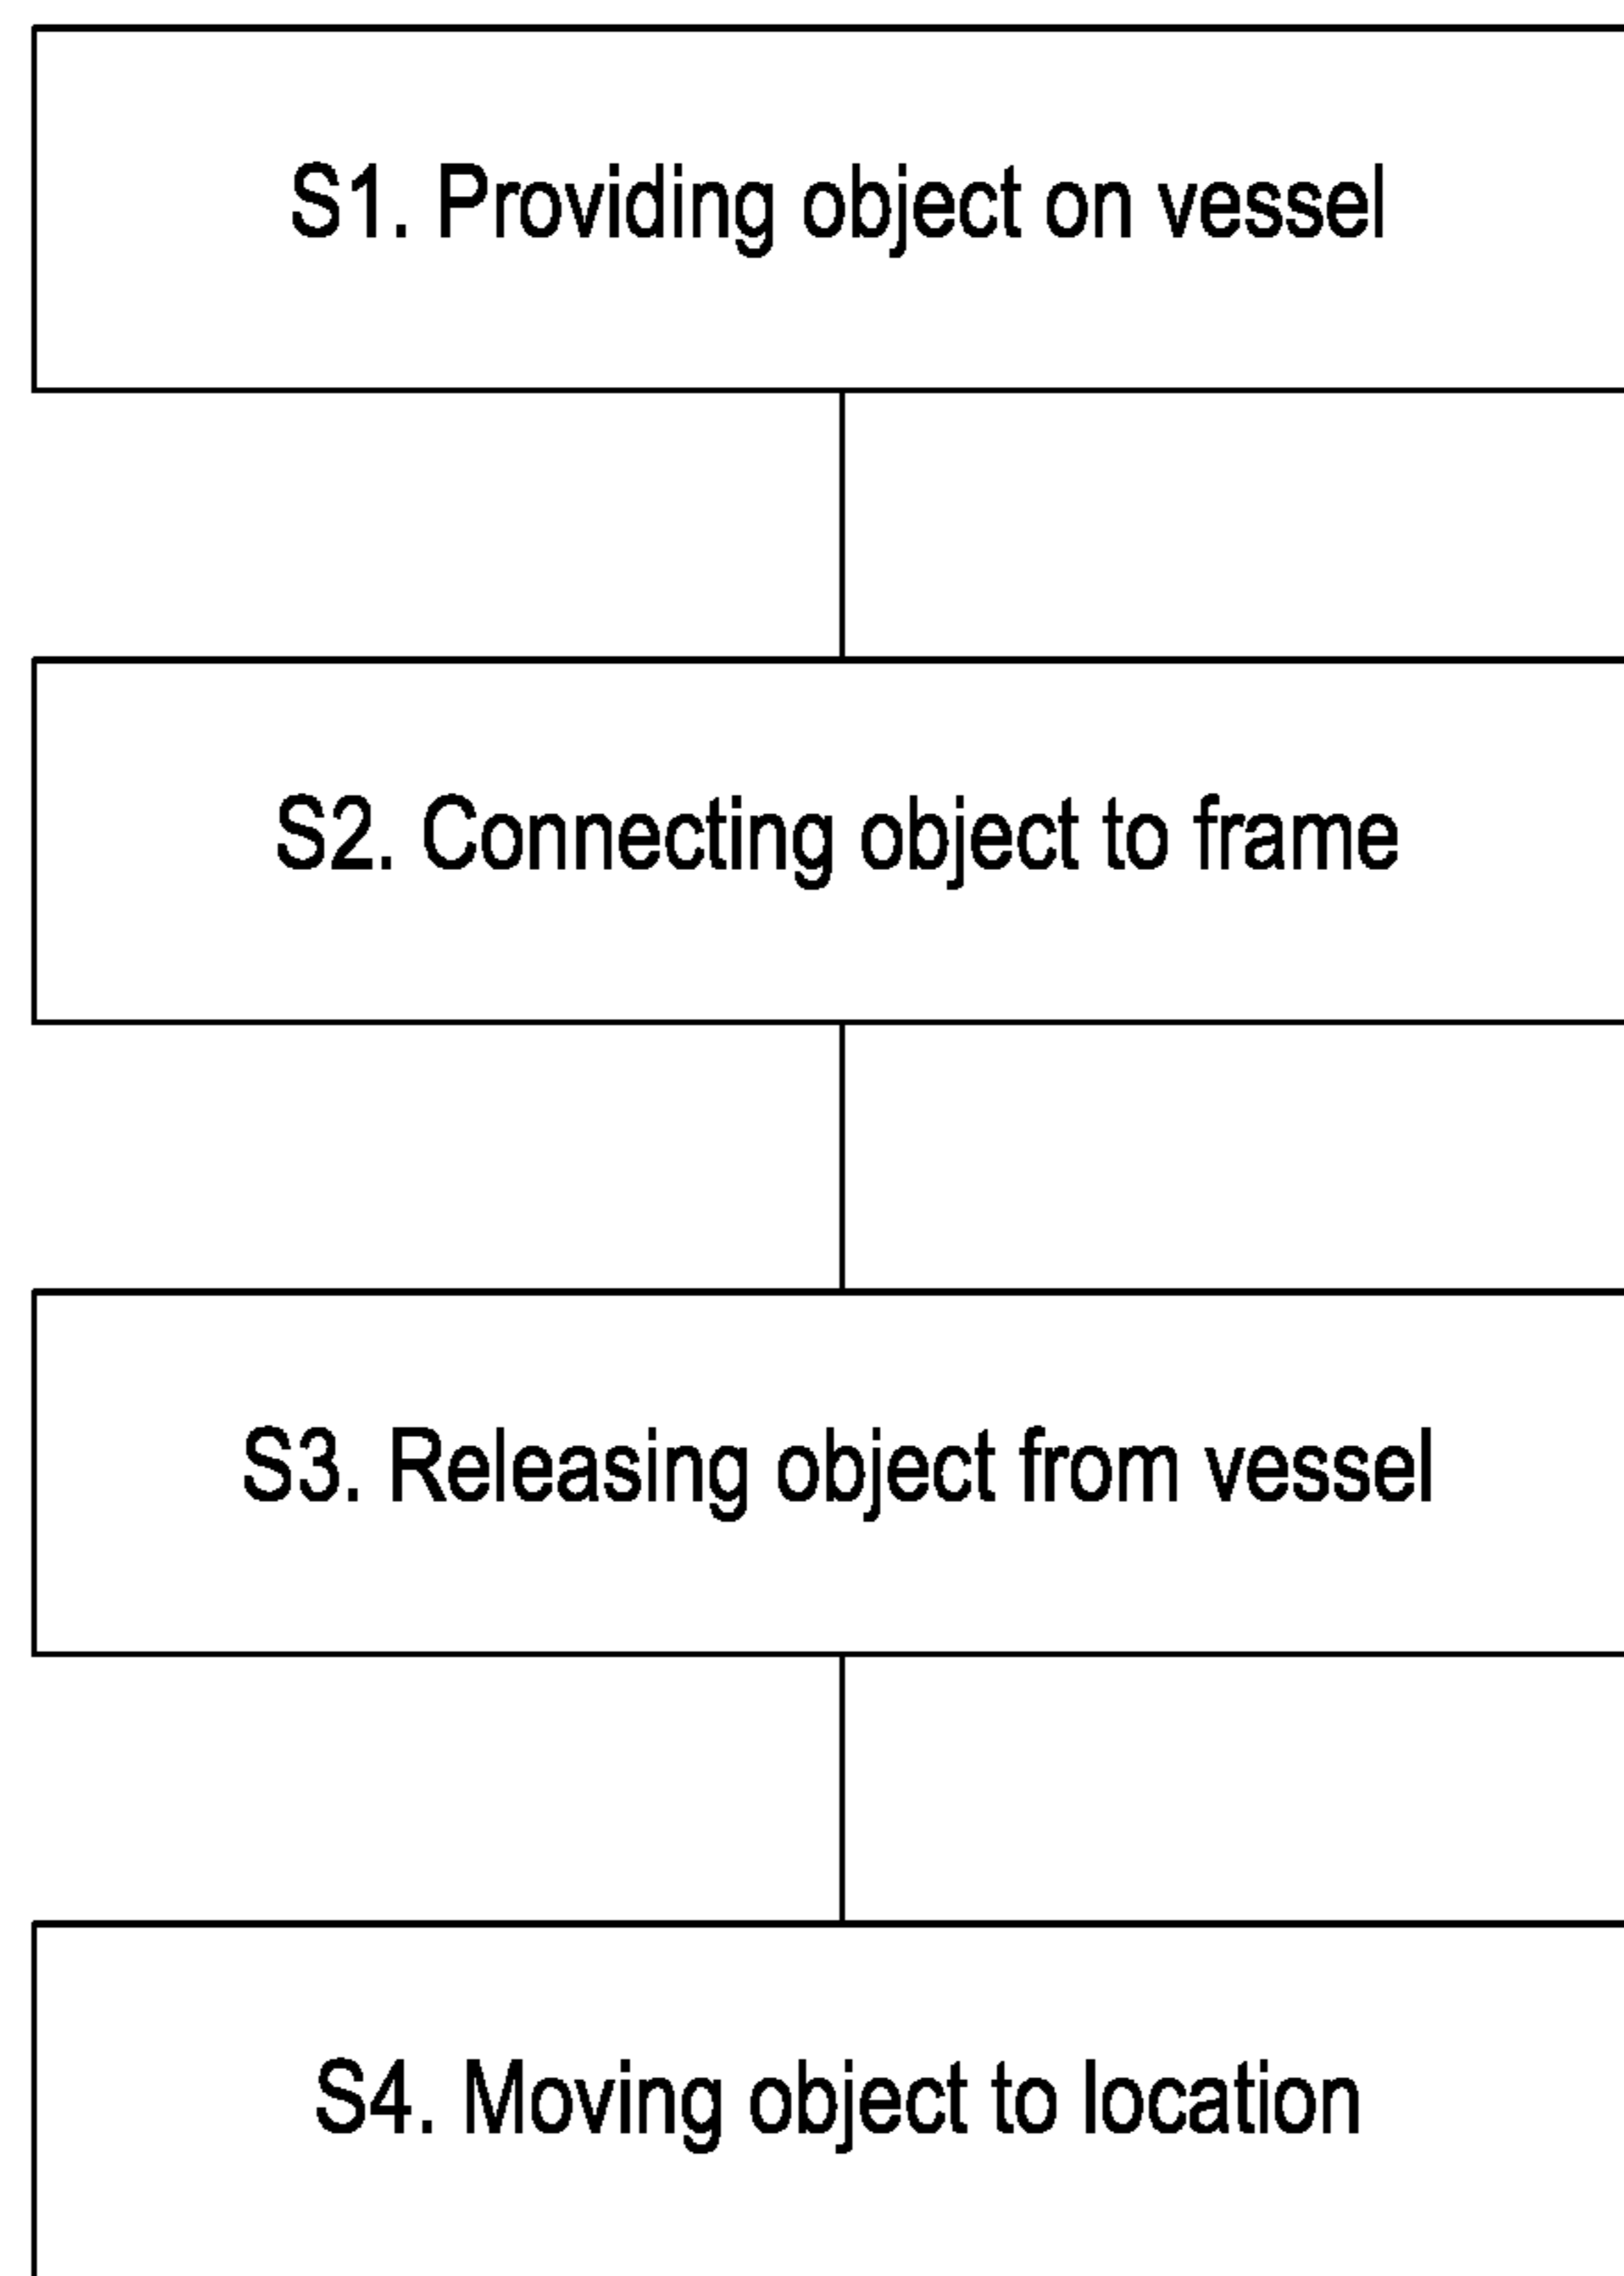 S1. Providing object on vessel
S2. Connecting object to frame
S3. Releasing object from vessel
S4. Moving object to location